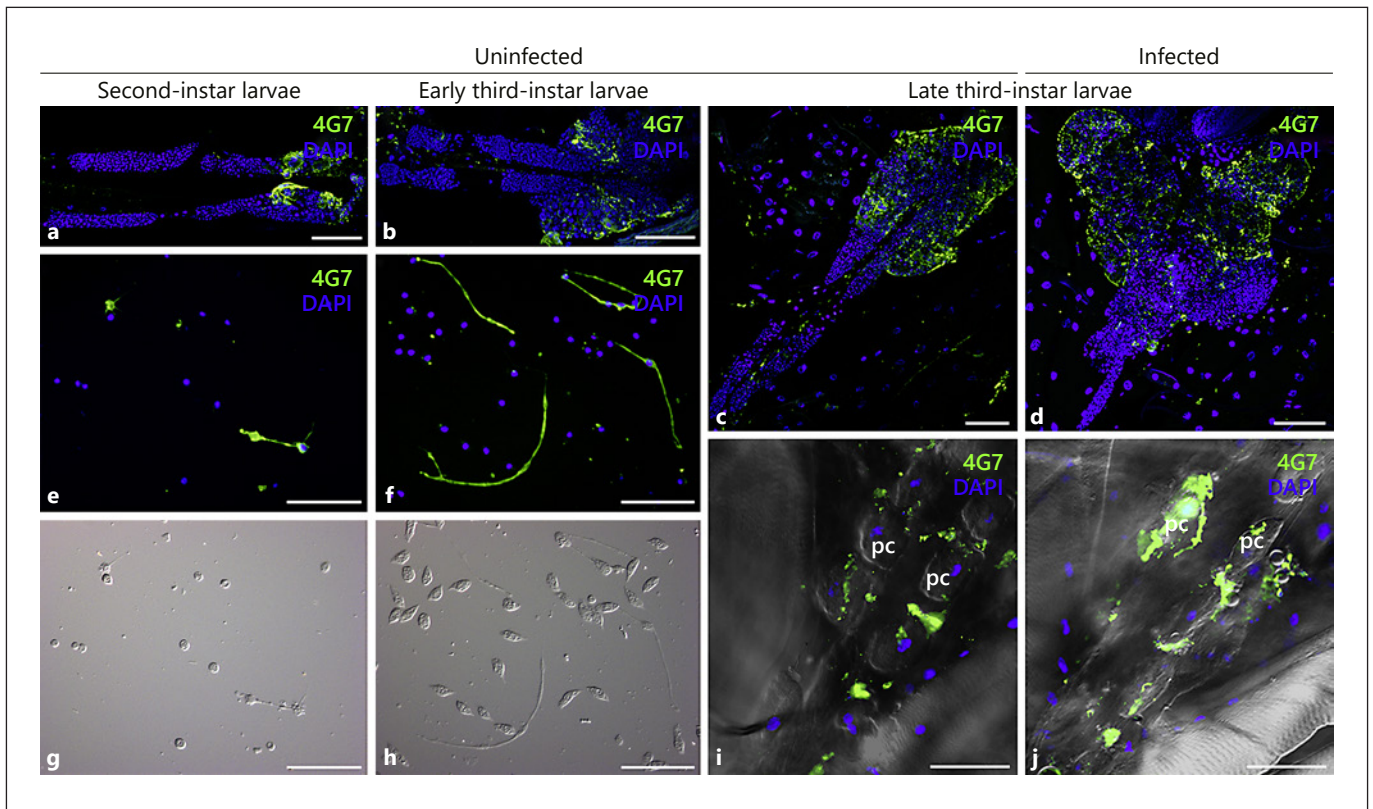 Uninfected
Infected
Second-instar larvae
Early third-instar larvae
Late third-instar larvae
4G7
DAPI
a
4G7
DAPI
b
4G7
DAPI
c
4G7
DAPI
d
4G7
DAPI
e
4G7
DAPI
f
g
h
4G7
DAPI
pc
pc
i
4G7
DAPI
pc
pc
j